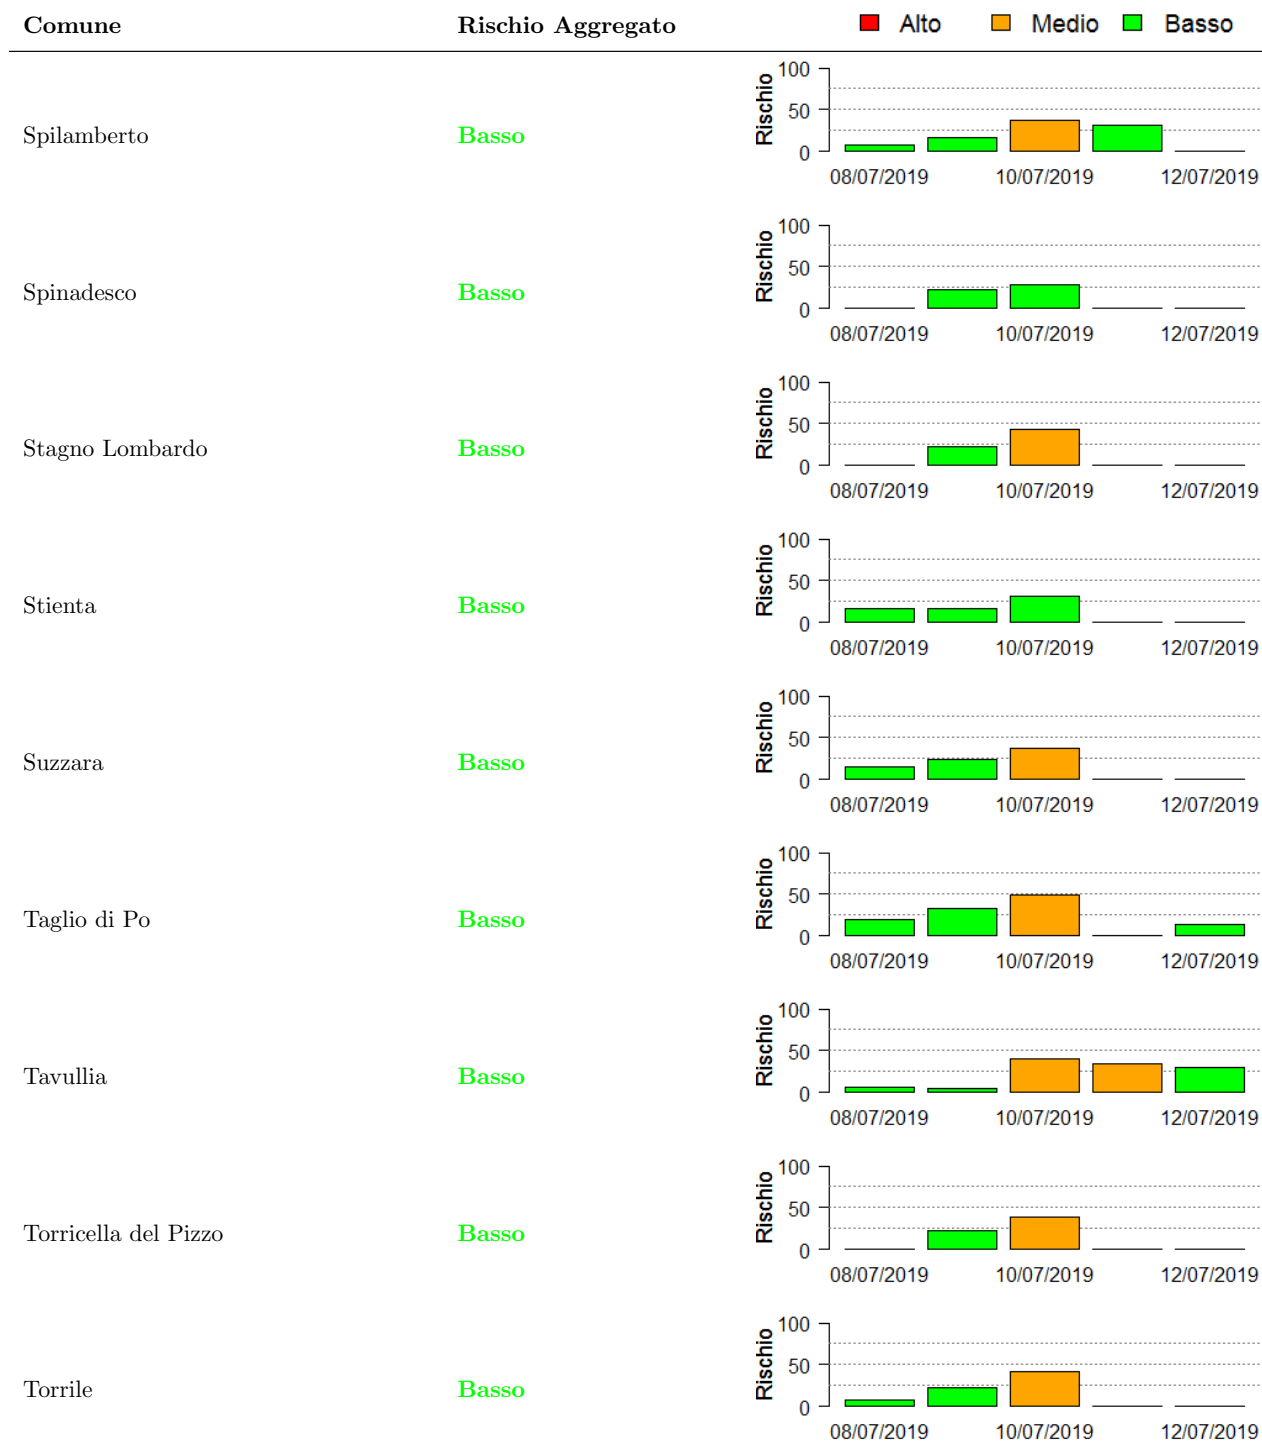 Comune Rischio Aggregato Alto Medio Basso
Spilamberto Basso
Rischio
100
50
0
08/07/2019 10/07/2019 12/07/2019
Spinadesco Basso
Rischio
100
50
0
08/07/2019 10/07/2019 12/07/2019
Stagno Lombardo Basso
Rischio
100
50
0
08/07/2019 10/07/2019 12/07/2019
Stienta Basso
Rischio
100
50
0
08/07/2019 10/07/2019 12/07/2019
Suzzara Basso
Rischio
100
50
0
08/07/2019 10/07/2019 12/07/2019
Taglio di Po Basso
Rischio
100
50
0
08/07/2019 10/07/2019 12/07/2019
Tavullia Basso
Rischio
100
50
0
08/07/2019 10/07/2019 12/07/2019
Torricella del Pizzo Basso
Rischio
100
50
0
08/07/2019 10/07/2019 12/07/2019
Torrile Basso
Rischio
100
50
0
08/07/2019 10/07/2019 12/07/2019